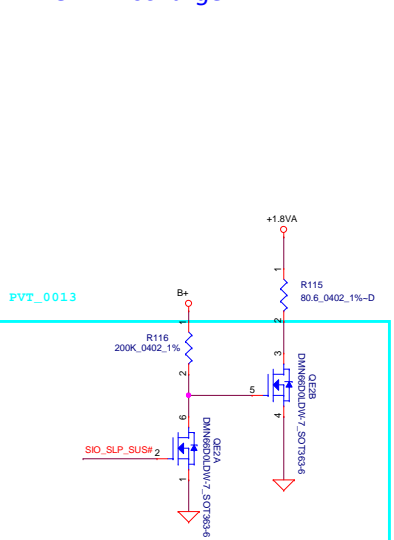 +1.8VA
1
R115
80.6_0402_1%~D
2
PVT_0013
B+
1
R116
200K_0402_1%
2
3
5
QE2B
DMN66D0LDW-7_SOT363-6
4
6
QE2A
DMN66D0LDW-7_SOT363-6
SIO_SLP_SUS#
2
1